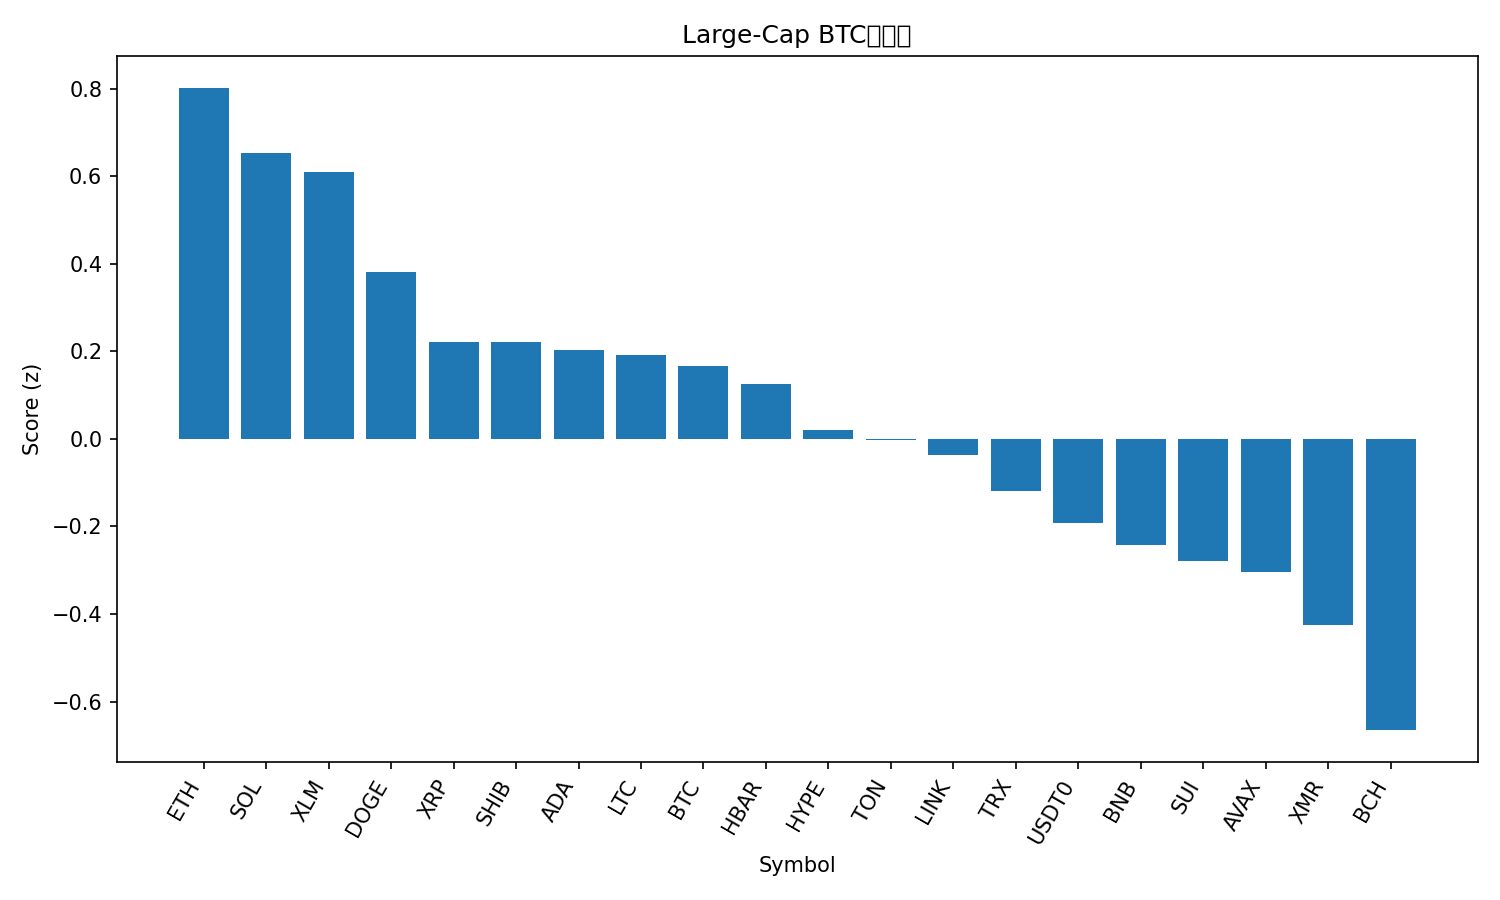 Large-Cap BTC
0.8
0.6
0.4
0.2
0.0
−0.2
−0.4
−0.6
Score (z)
ETH SOL XLM DOGE XRP SHIB ADA LTC BTC HBAR HYPE TON LINK TRX USDT0 BNB SUI AVAX XMR BCH
Symbol